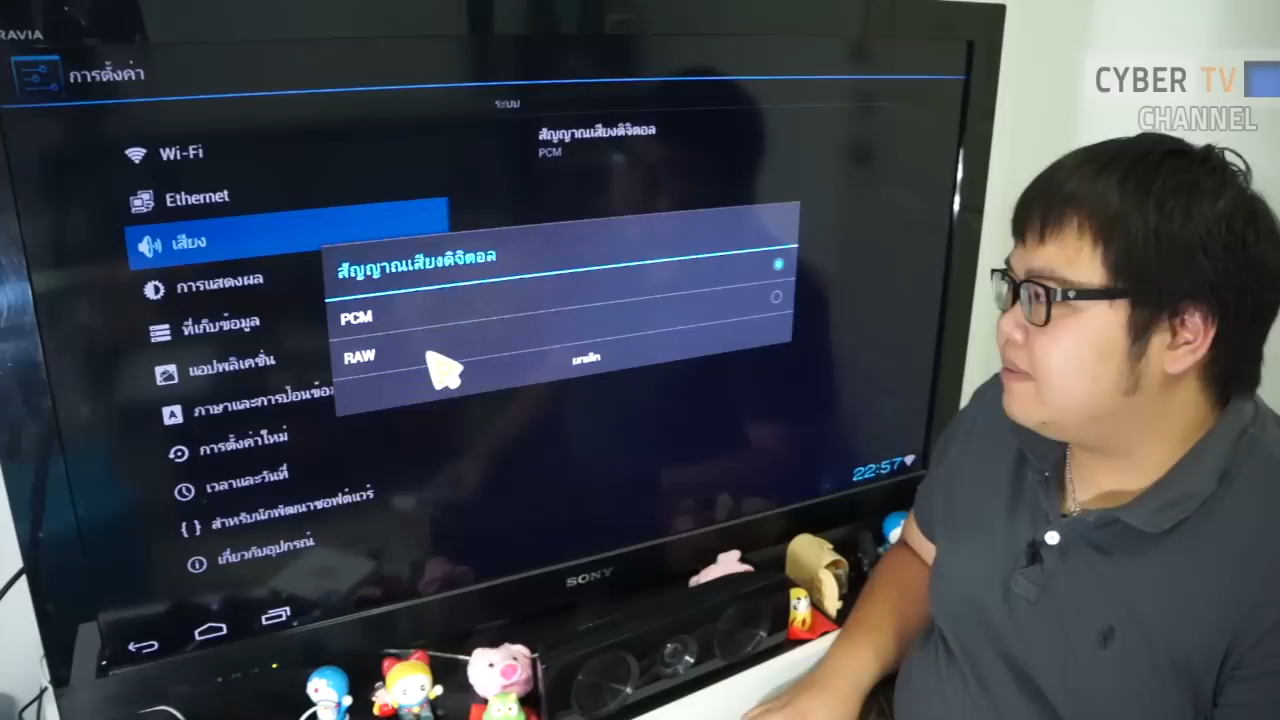 RAVIA
การตั้งค่า
CYBER TV
CHANNEL
ระบบ
Wi-Fi
Ethernet
เสียง
การแสดงผล
ที่เก็บข้อมูล
แอปพลิเคชั่น
ภาษาและการป้อนข้อม
การตั้งค่าใหม่
เวลาและวันที่
{ } สำหรับนักพัฒนาซอฟต์แวร์
เกี่ยวกับอุปกรณ์
สัญญาณเสียงดิจิตอล
PCM
สัญญาณเสียงดิจิตอล
PCM
RAW
ยกเลิก
22:57
SONY